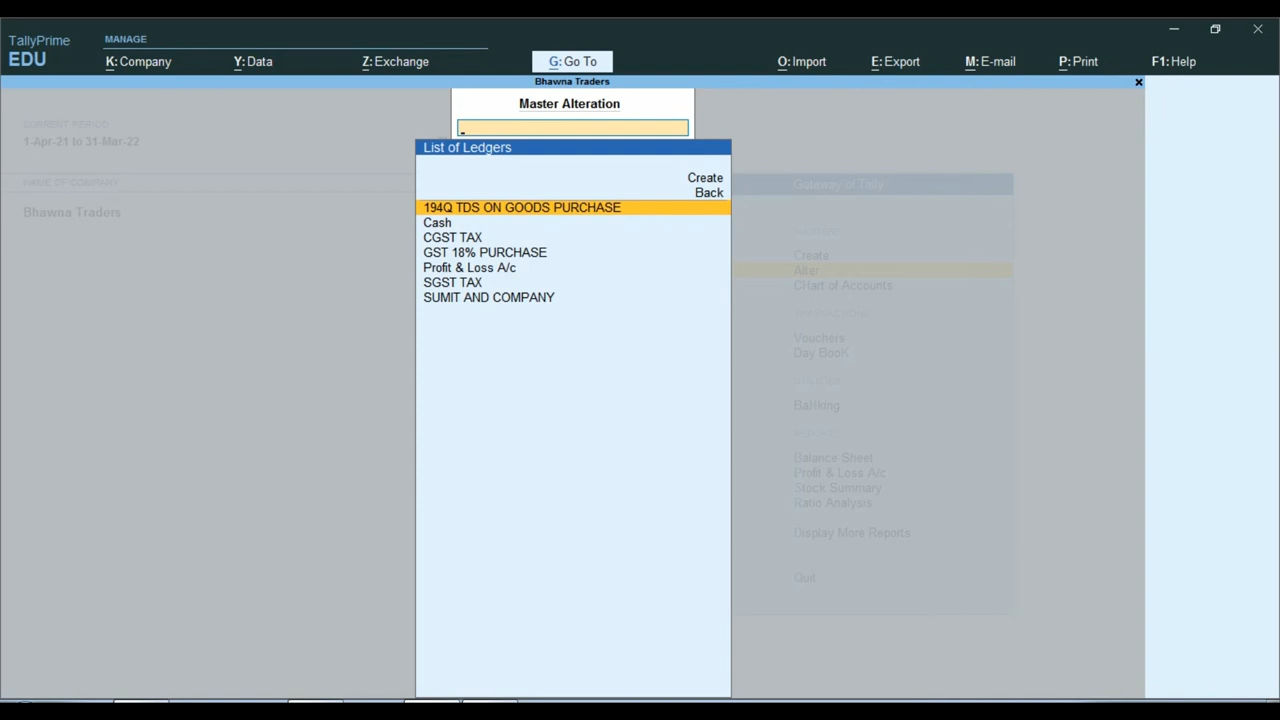 TallyPrime
EDU
MANAGE
K: Company
Y: Data
Z: Exchange
G: Go To
O: Import
E: Export
M: E-mail
P: Print
F1: Help
Bhawna Traders
Master Alteration
CURRENT PERIOD
1-Apr-21 to 31-Mar-22
NAME OF COMPANY
Bhawna Traders
List of Ledgers
Create
Back
194Q TDS ON GOODS PURCHASE
Cash
CGST TAX
GST 18% PURCHASE
Profit & Loss A/c
SGST TAX
SUMIT AND COMPANY
Gateway of Tally
Create
Alter
CHart of Accounts
Vouchers
Day BooK
BaNking
Balance Sheet
Profit & Loss A/c
Stock Summary
Ratio Analysis
Display More Reports
Quit